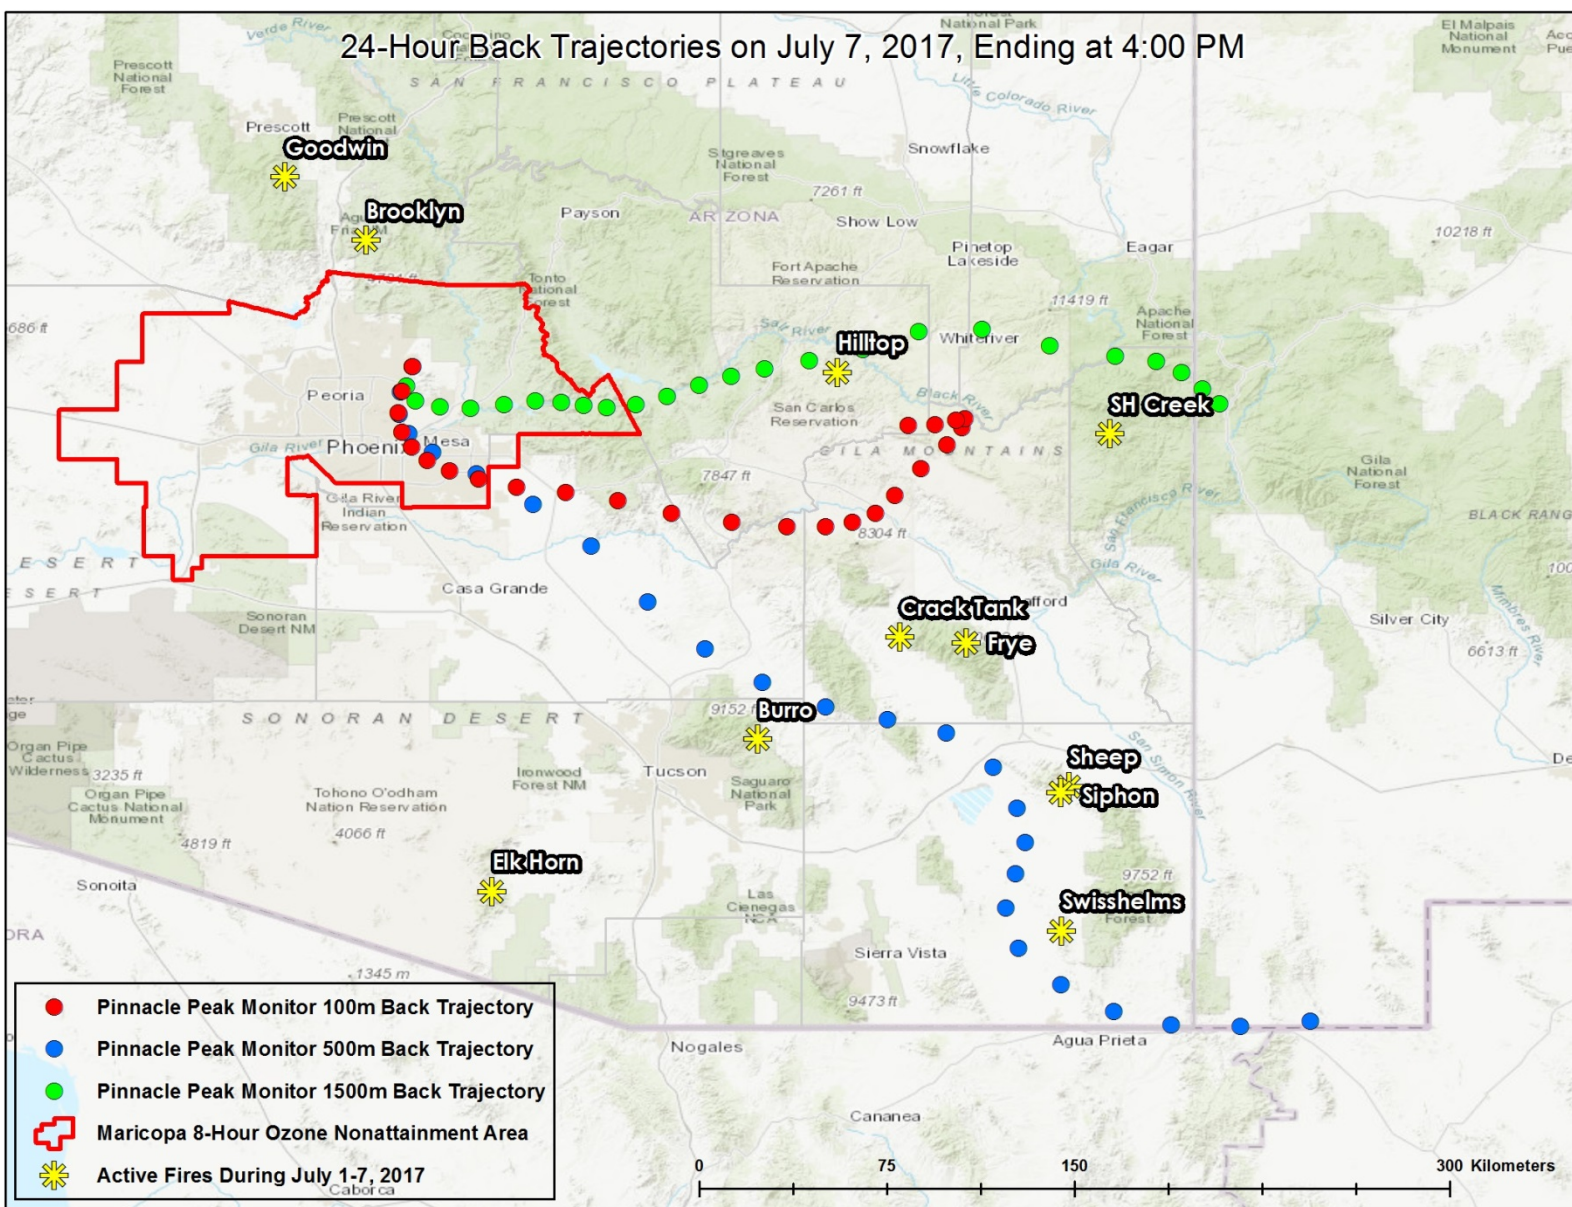 National Park
El Malpais
National
Monument
Verde River
24-Hour Back Trajectories on July 7, 2017, Ending at 4:00 PM
Prescott
National
Forest
SAN FRANCISCO PLATEAU
Little Colorado River
Prescott
Prescott
National
Goodwin
Snowflake
Sitgreaves
National
Forest
7261 ft
Brooklyn
Payson
ARIZONA
Show Low
10218 ft
Pinetop
Lakeside
Eagar
Fort Apache
Reservation
Tonto
National
Forest
11419 ft
Apache
National
Forest
686 ft
Salt River
Hilltop
Whiteriver
Peoria
Black River
SH Creek
San Carlos
Reservation
Gila River
Phoenix
Mesa
GILA MOUNTAINS
Gila
National
Forest
7847 ft
Gila River
Indian
Reservation
San Francisco River
BLACK RANG
8304 ft
Gila River
ESERT
ESERT
Casa Grande
Mimbres River
Crack Tank
afford
Sonoran
Desert NM
Silver City
Frye
6613 ft
SONORAN DESERT
9152 ft
Burro
San Simon River
Organ Pipe
Cactus
Wilderness
3235 ft
Ironwood
Forest NM
Tucson
Saguaro
National
Park
Sheep
Siphon
Organ Pipe
Cactus National
Monument
Tohono O'odham
Nation Reservation
4819 ft
4066 ft
Elk Horn
Sonoita
9752 ft
Las
Cienegas
NCA
Swisshelms
Forest
ORA
Sierra Vista
1345 m
9473 ft
Nogales
Agua Prieta
Cananea
Caborca
Pinnacle Peak Monitor 100m Back Trajectory
Pinnacle Peak Monitor 500m Back Trajectory
Pinnacle Peak Monitor 1500m Back Trajectory
Maricopa 8-Hour Ozone Nonattainment Area
Active Fires During July 1-7, 2017
0 75 150 300 Kilometers